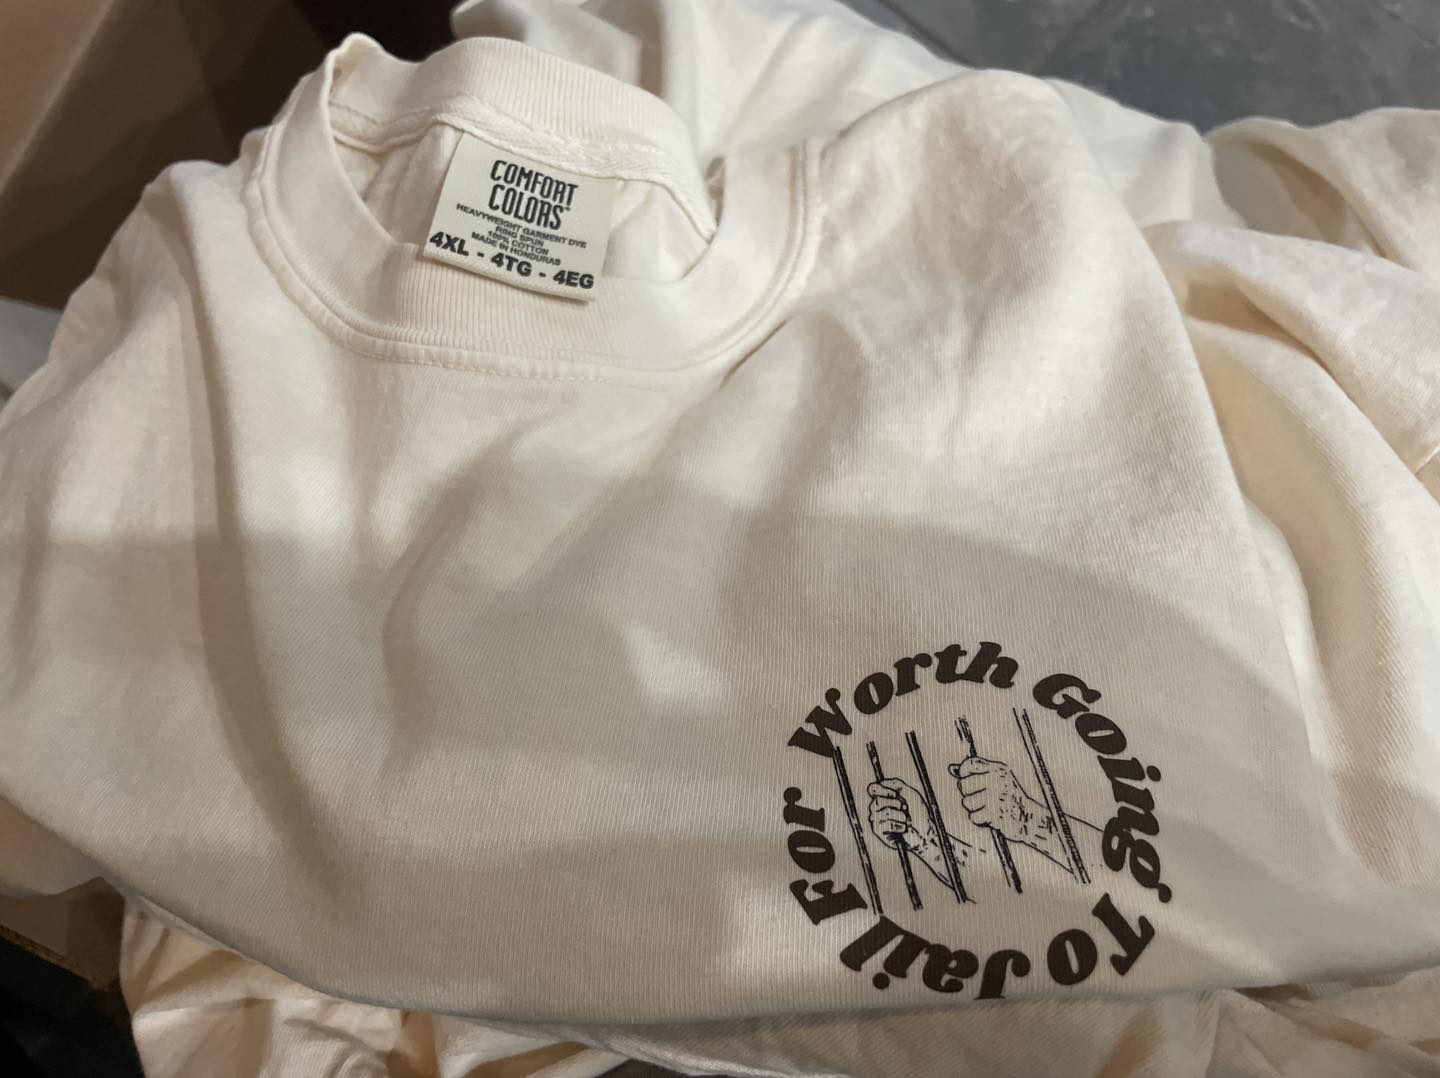 COMFORT
COLORS®
HEAVYWEIGHT GARMENT DYE
RING SPUN
100% COTTON
MADE IN HONDURAS
4XL - 4TG - 4EG
Worth Going To Jail For